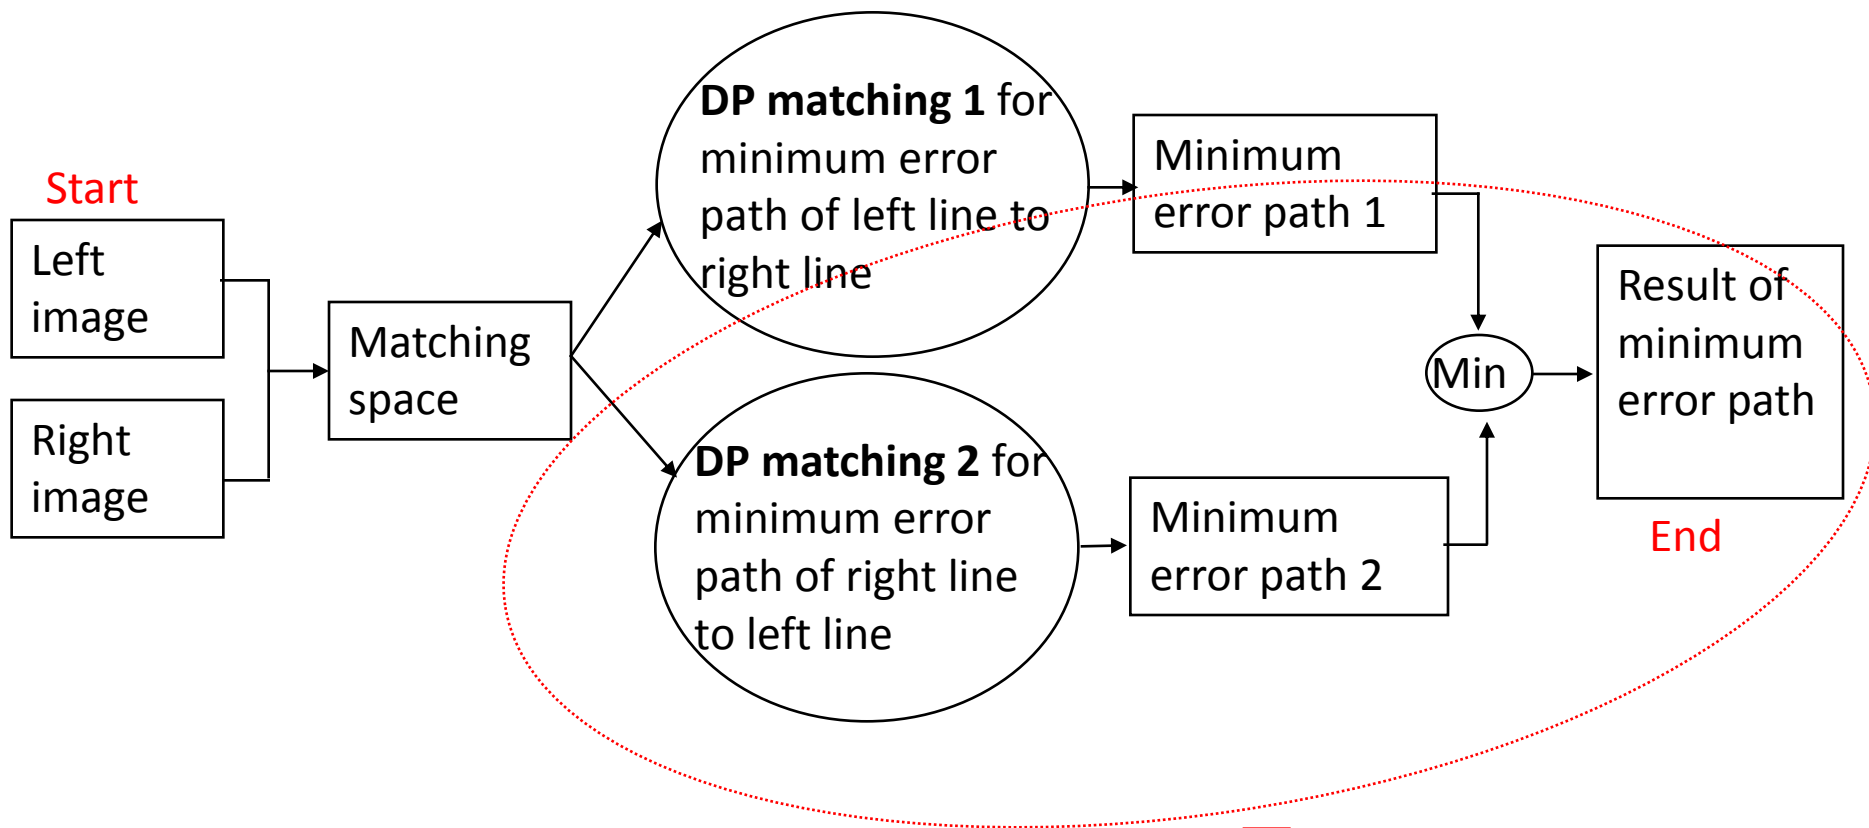 Start
Left
image
Right
image
Matching
space
DP matching 1 for
minimum error
path of left line to
right line
DP matching 2 for
minimum error
path of right line
to left line
Minimum
error path 1
Minimum
error path 2
Min
Result of
minimum
error path
End